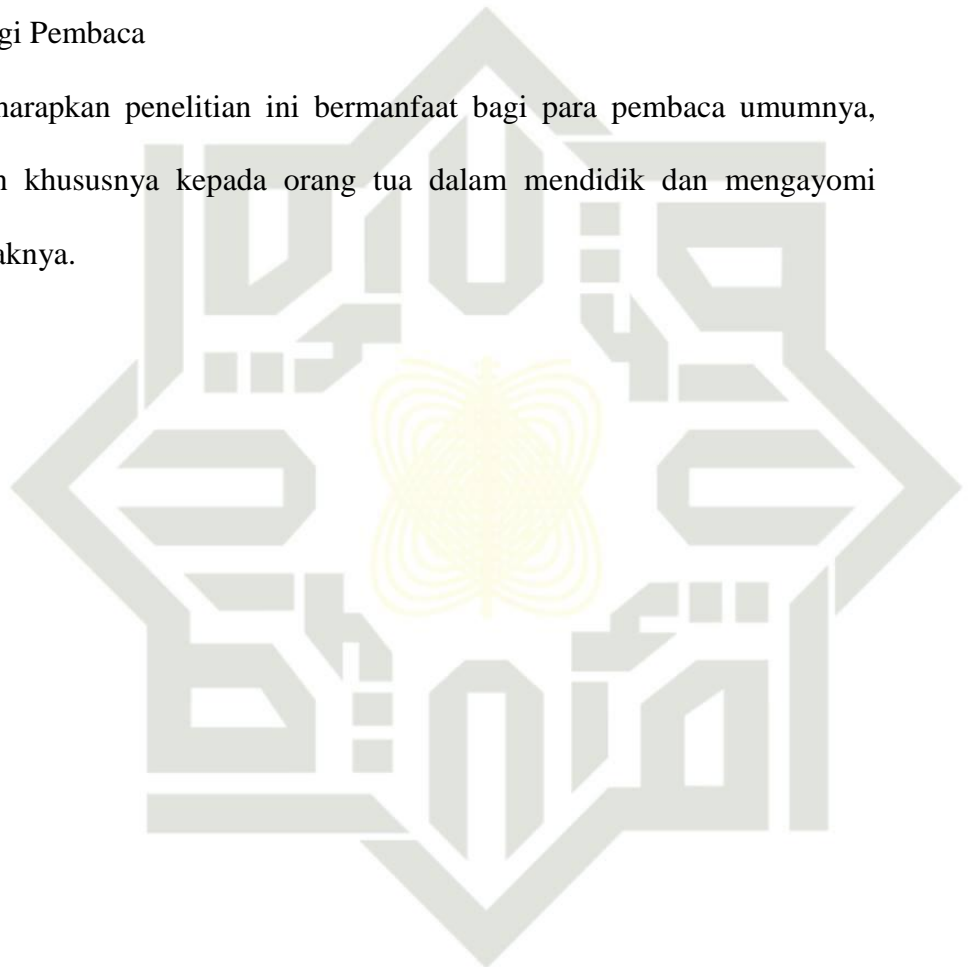 gi Pembaca
harapkan penelitian ini bermanfaat bagi para pembaca umumnya,
n khususnya kepada orang tua dalam mendidik dan mengayomi
aknya.